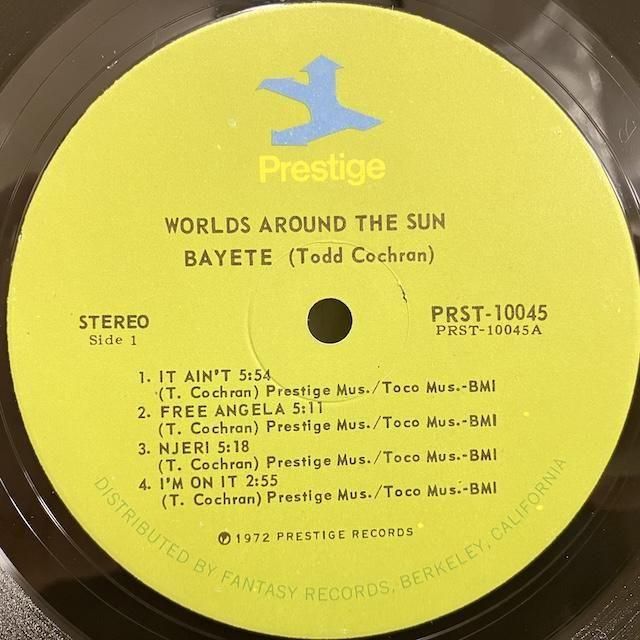 Prestige
WORLDS AROUND THE SUN
BAYETE (Todd Cochran)
STEREO
Side 1
PRST-10045
PRST-10045A
1. IT AIN'T 5:54
(T. Cochran) Prestige Mus./Toco Mus.-BMI
2. FREE ANGELA 5:11
(T. Cochran) Prestige Mus./Toco Mus.-BMI
3. NJERI 5:18
(T. Cochran) Prestige Mus./Toco Mus.-BMI
4. I'M ON IT 2:55
(T. Cochran) Prestige Mus./Toco Mus.-BMI
Ⓟ 1972 PRESTIGE RECORDS
DISTRIBUTED BY FANTASY RECORDS, BERKELEY, CALIFORNIA